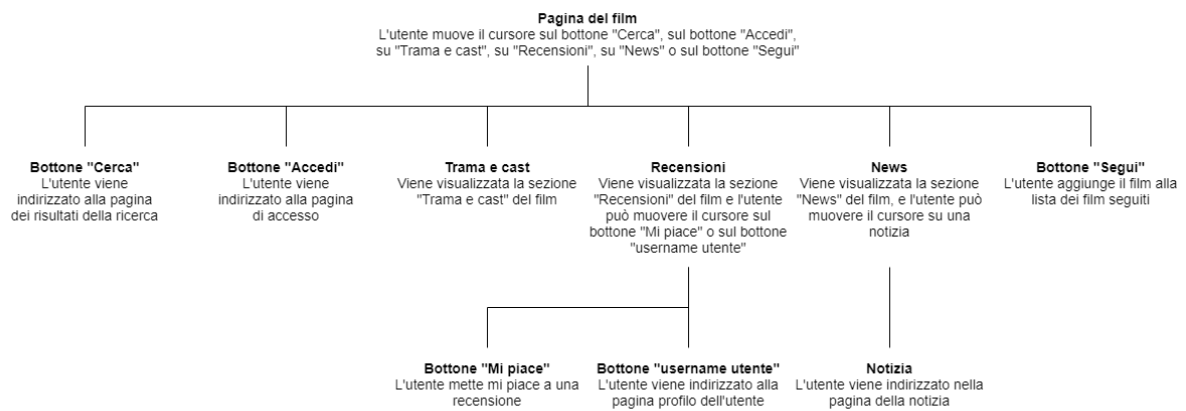 Pagina del film
L'utente muove il cursore sul bottone "Cerca", sul bottone "Accedi",
su "Trama e cast", su "Recensioni", su "News" o sul bottone "Segui"
Bottone "Cerca"
L'utente viene
indirizzato alla pagina
dei risultati della ricerca
Bottone "Accedi"
L'utente viene
indirizzato alla pagina
di accesso
Trama e cast
Viene visualizzata la sezione
"Trama e cast" del film
Recensioni
Viene visualizzata la sezione
"Recensioni" del film e l'utente
può muovere il cursore sul
bottone "Mi piace" o sul bottone
"username utente"
News
Viene visualizzata la sezione
"News" del film, e l'utente può
muovere il cursore su una
notizia
Bottone "Segui"
L'utente aggiunge il film alla
lista dei film seguiti
Bottone "Mi piace"
L'utente mette mi piace a una
recensione
Bottone "username utente"
L'utente viene indirizzato alla
pagina profilo dell'utente
Notizia
L'utente viene indirizzato nella
pagina della notizia